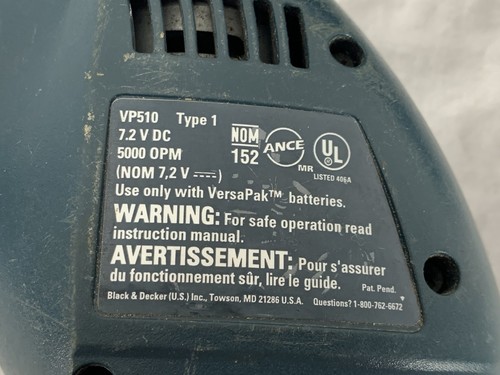 VP510 Type 1
7.2 V DC
5000 OPM
(NOM 7,2 V ⎓)
NOM
152
ANCE
MR
UL
LISTED 406A
Use only with VersaPak™ batteries.
WARNING: For safe operation read
instruction manual.
AVERTISSEMENT: Pour s'assurer
du fonctionnement sûr, lire le guide.
Pat. Pend.
Black & Decker (U.S.) Inc., Towson, MD 21286 U.S.A. Questions? 1-800-762-6672